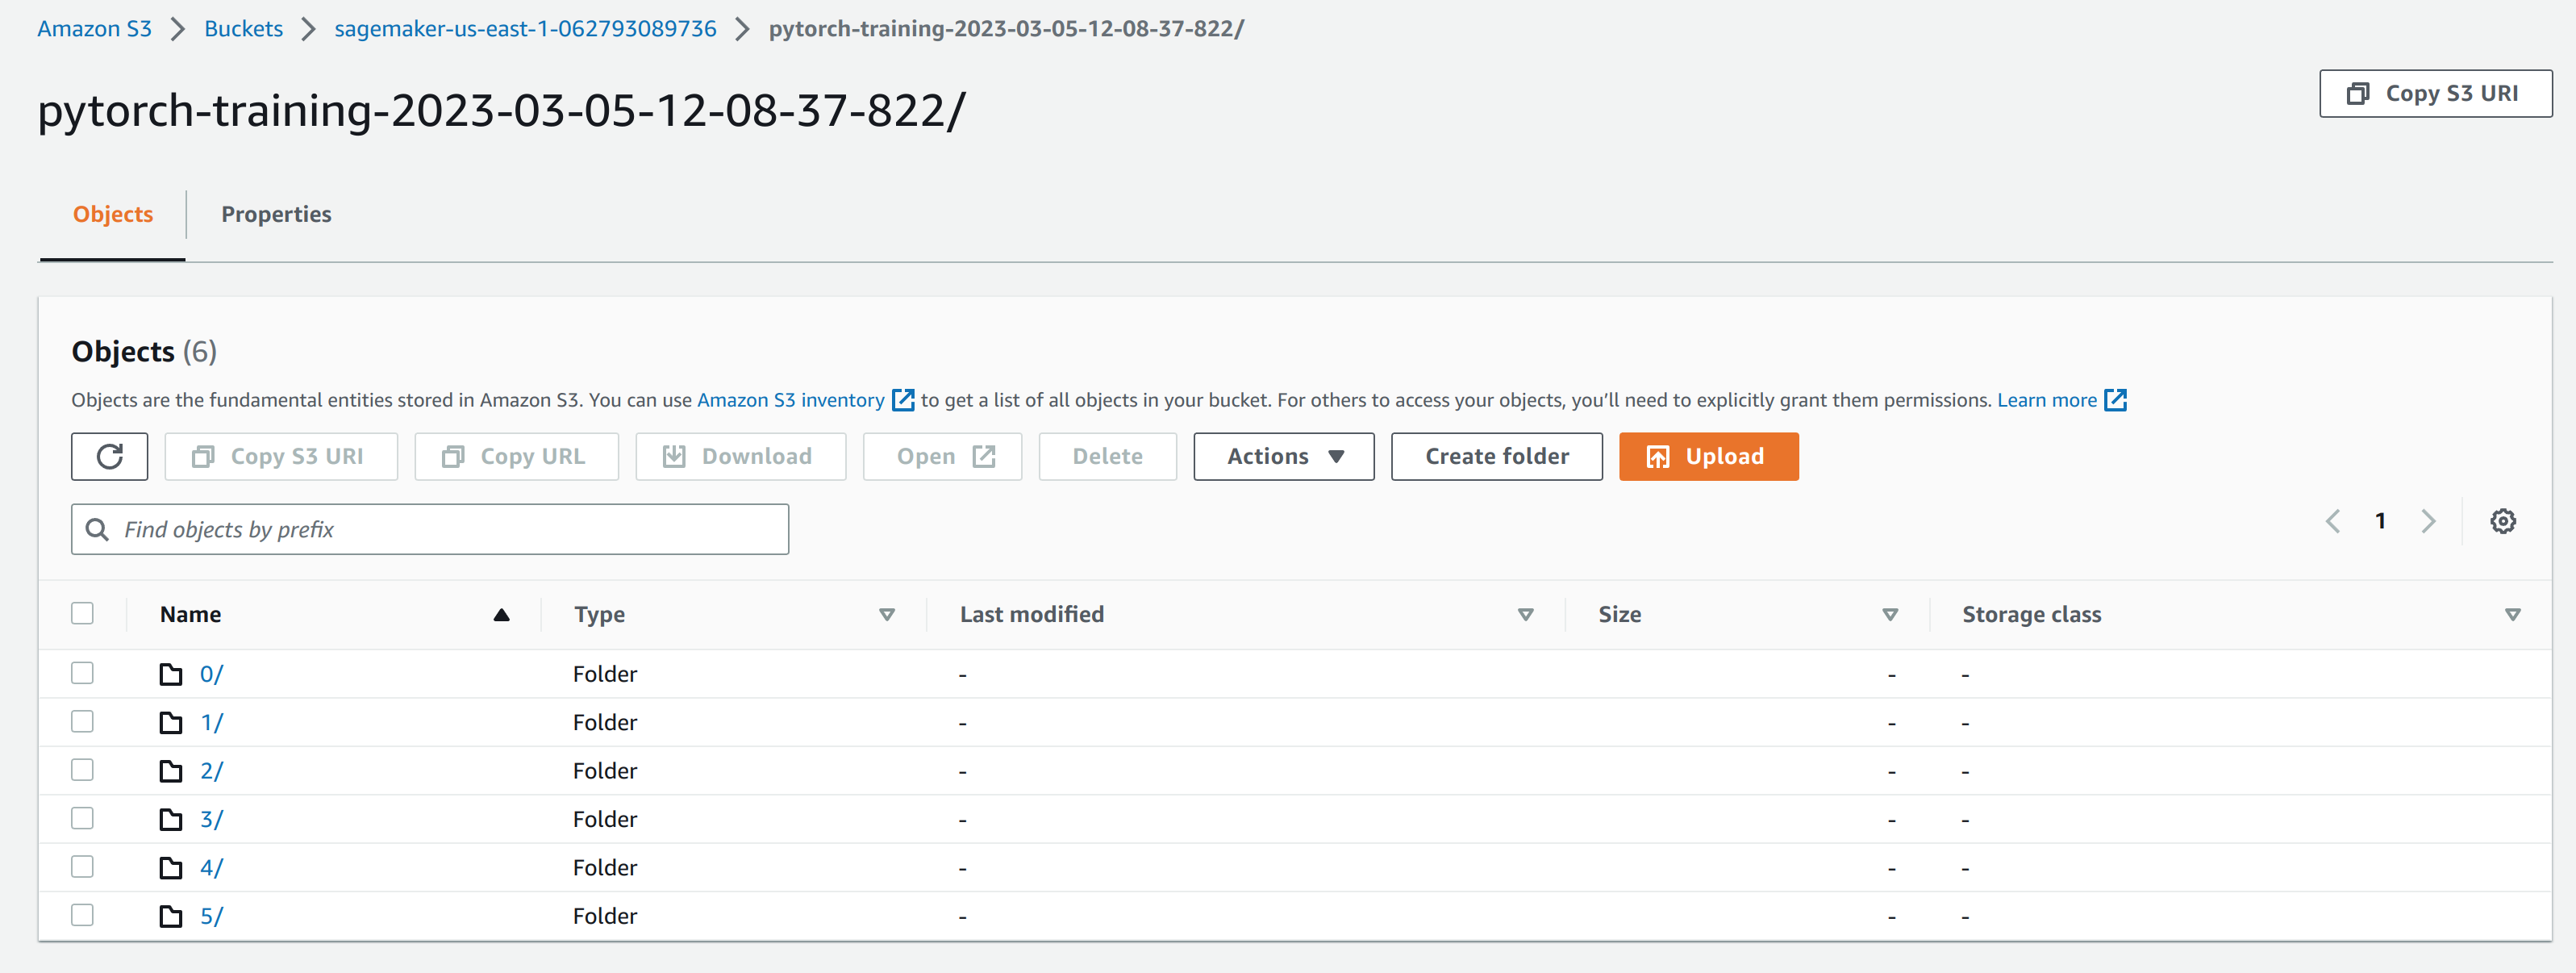 Amazon S3 > Buckets > sagemaker-us-east-1-062793089736 > pytorch-training-2023-03-05-12-08-37-822/
pytorch-training-2023-03-05-12-08-37-822/
Copy S3 URI
Objects Properties
Objects (6)
Objects are the fundamental entities stored in Amazon S3. You can use Amazon S3 inventory to get a list of all objects in your bucket. For others to access your objects, you'll need to explicitly grant them permissions. Learn more
Copy S3 URI Copy URL Download Open Delete Actions Create folder Upload
Find objects by prefix
1
Name Type Last modified Size Storage class
0/ Folder - - -
1/ Folder - - -
2/ Folder - - -
3/ Folder - - -
4/ Folder - - -
5/ Folder - - -